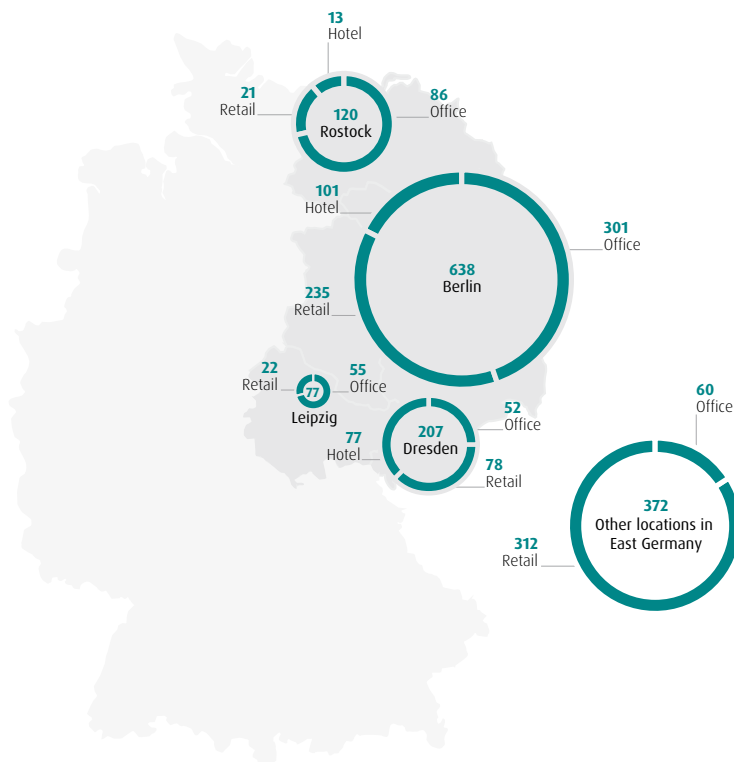 13
Hotel
21
Retail
86
Office
120
Rostock
101
Hotel
301
Office
638
Berlin
235
Retail
22
Retail
55
Office
77
Leipzig
52
Office
77
Hotel
207
Dresden
78
Retail
60
Office
372
Other locations in
East Germany
312
Retail